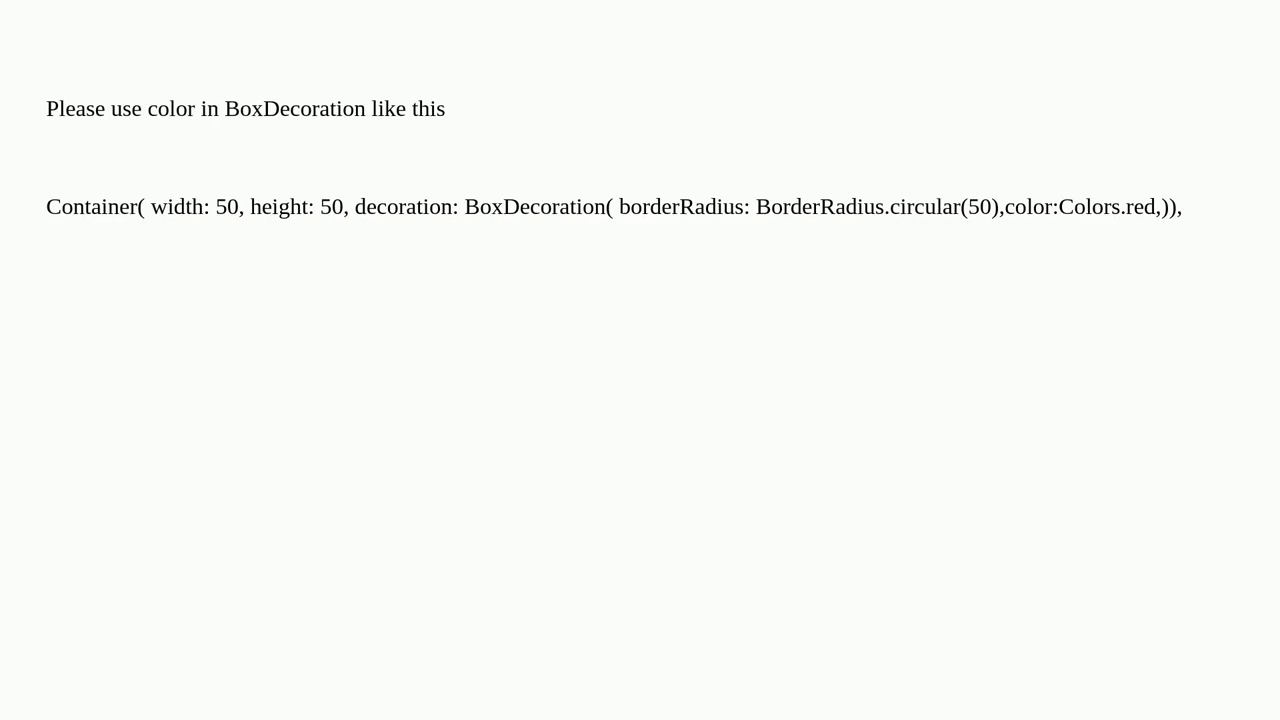 Please use color in BoxDecoration like this
Container( width: 50, height: 50, decoration: BoxDecoration( borderRadius: BorderRadius.circular(50),color:Colors.red,)),